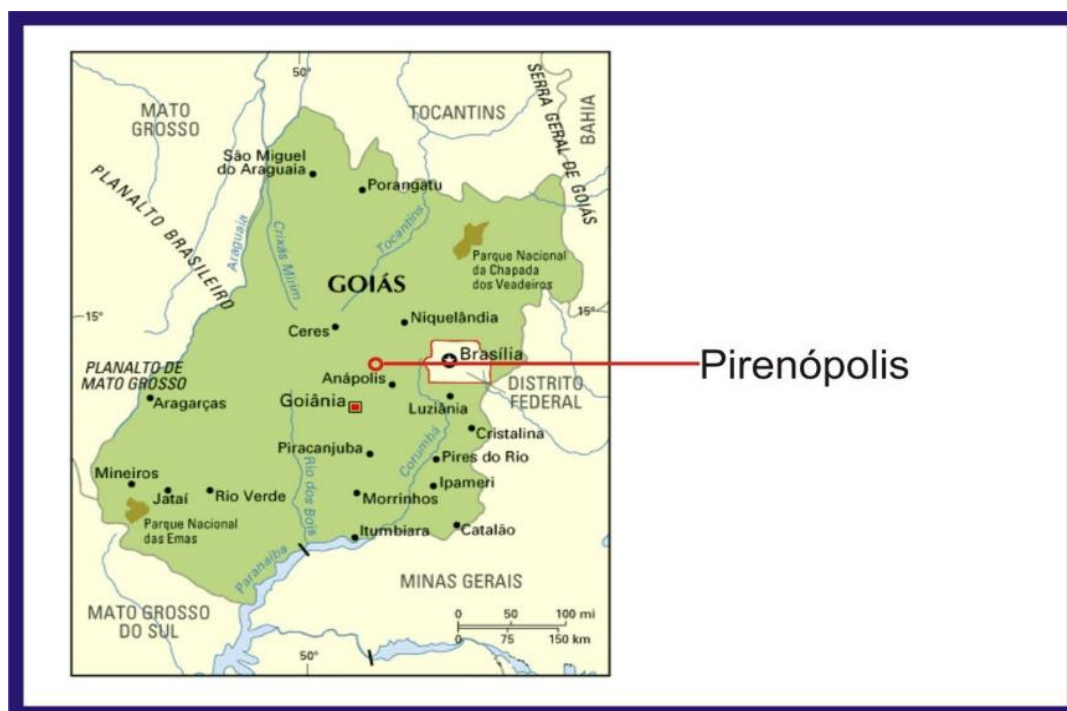 50°
MATO
GROSSO
TOCANTINS
SERRA GERAL DE GOIÁS
BAHIA
São Miguel
do Araguaia
Porangatu
PLANALTO BRASILEIRO
Araguaia
Crixás Mirim
Tocantins
Parque Nacional
da Chapada
dos Veadeiros
GOIÁS
15°
15°
Niquelândia
Ceres
Brasília
Pirenópolis
PLANALTO DE
MATO GROSSO
Anápolis
DISTRITO
FEDERAL
Aragarças
Goiânia
Luziânia
Cristalina
Corumbá
Piracanjuba
Pires do Rio
Rio dos Bois
Mineiros
Jataí
Rio Verde
Morrinhos
Ipameri
Parque Nacional
das Emas
Itumbiara
Catalão
Paranaíba
MINAS GERAIS
MATO GROSSO
DO SUL
0 50 100 mi
0 75 150 km
50°